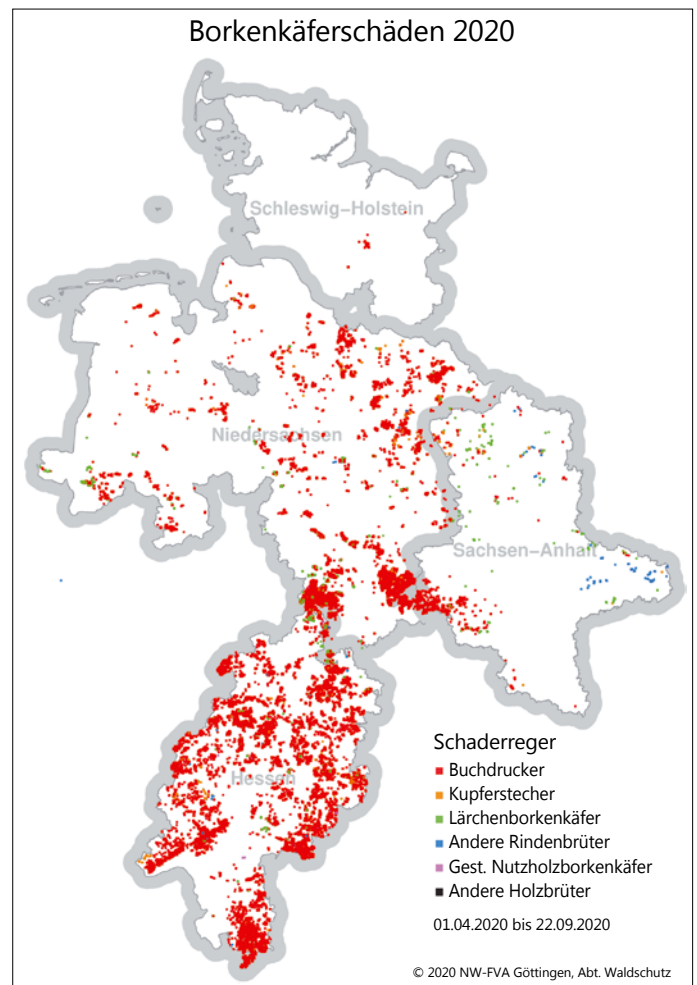 Borkenkäferschäden 2020
Schleswig-Holstein
Niedersachsen
Sachsen-Anhalt
Hessen
Schaderreger
Buchdrucker
Kupferstecher
Lärchenborkenkäfer
Andere Rindenbrüter
Gest. Nutzholzborkenkäfer
Andere Holzbrüter
01.04.2020 bis 22.09.2020
© 2020 NW-FVA Göttingen, Abt. Waldschutz